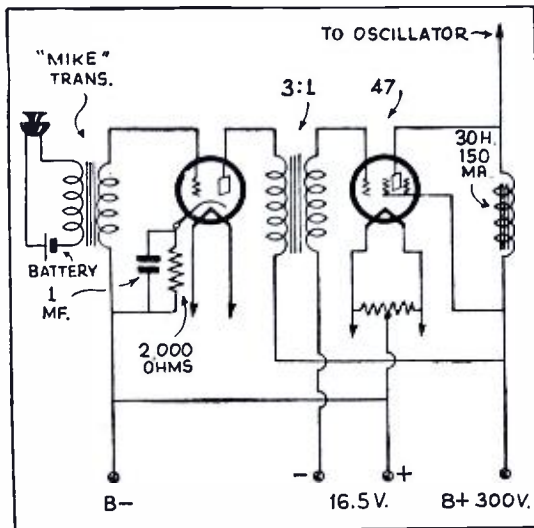 TO OSCILLATOR
"MIKE"
TRANS.
3:1
47
30H.
150
MA.
BATTERY
1
MF.
2,000
OHMS
-
+
B-
16.5 V.
B+ 300V.